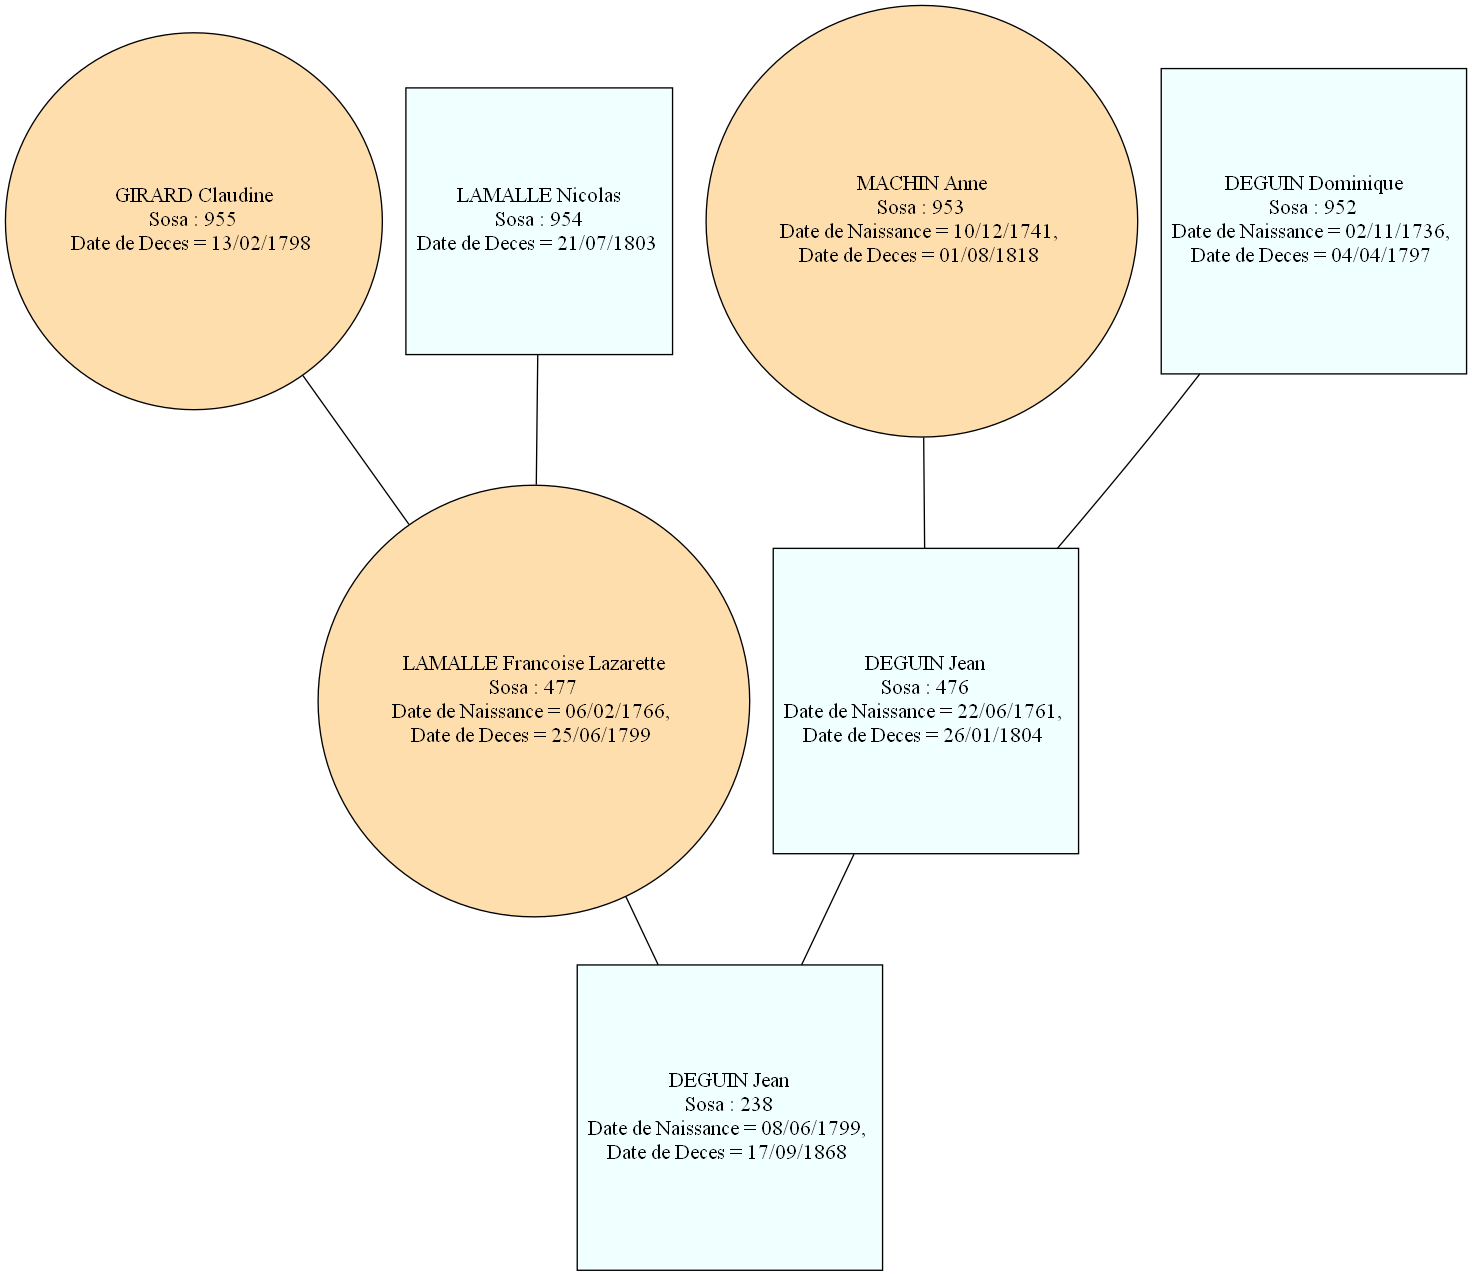 GIRARD Claudine
Sosa : 955
Date de Deces = 13/02/1798
LAMALLE Nicolas
Sosa : 954
Date de Deces = 21/07/1803
MACHIN Anne
Sosa : 953
Date de Naissance = 10/12/1741,
Date de Deces = 01/08/1818
DEGUIN Dominique
Sosa : 952
Date de Naissance = 02/11/1736,
Date de Deces = 04/04/1797
LAMALLE Francoise Lazarette
Sosa : 477
Date de Naissance = 06/02/1766,
Date de Deces = 25/06/1799
DEGUIN Jean
Sosa : 476
Date de Naissance = 22/06/1761,
Date de Deces = 26/01/1804
DEGUIN Jean
Sosa : 238
Date de Naissance = 08/06/1799,
Date de Deces = 17/09/1868